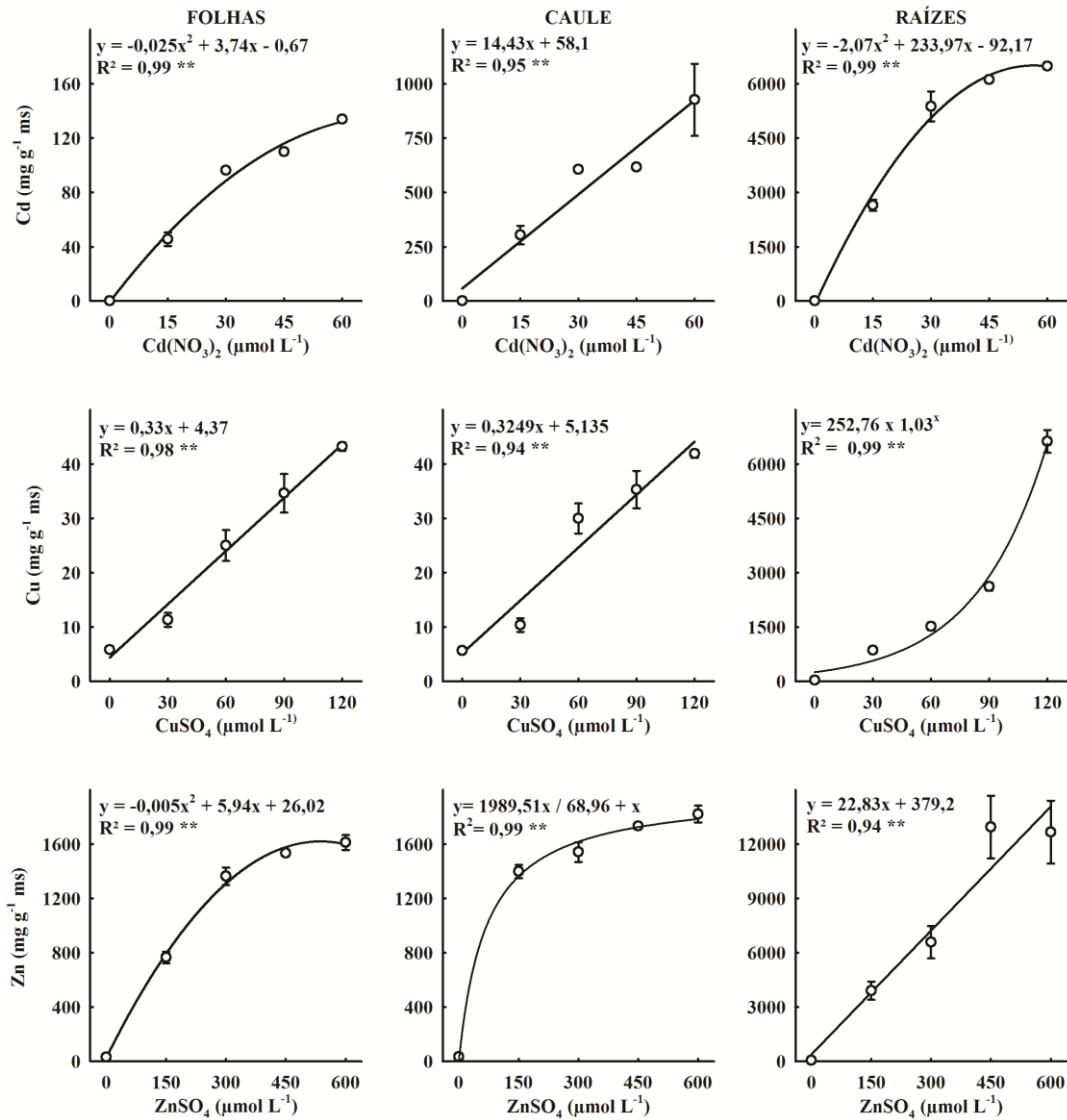 FOLHAS
y = -0,025x² + 3,74x - 0,67
R² = 0,99 **
160
120
80
40
0
Cd (mg g⁻¹ ms)
0 15 30 45 60
Cd(NO₃)₂ (µmol L⁻¹)
CAULE
y = 14,43x + 58,1
R² = 0,95 **
1000
750
500
250
0
0 15 30 45 60
Cd(NO₃)₂ (µmol L⁻¹)
RAÍZES
y = -2,07x² + 233,97x - 92,17
R² = 0,99 **
6000
4500
3000
1500
0
0 15 30 45 60
Cd(NO₃)₂ (µmol L⁻¹)
y = 0,33x + 4,37
R² = 0,98 **
40
30
20
10
0
Cu (mg g⁻¹ ms)
0 30 60 90 120
CuSO₄ (µmol L⁻¹)
y = 0,3249x + 5,135
R² = 0,94 **
40
30
20
10
0
0 30 60 90 120
CuSO₄ (µmol L⁻¹)
y= 252,76 x 1,03ˣ
R² = 0,99 **
6000
4500
3000
1500
0
0 30 60 90 120
CuSO₄ (µmol L⁻¹)
y = -0,005x² + 5,94x + 26,02
R² = 0,99 **
1600
1200
800
400
0
Zn (mg g⁻¹ ms)
0 150 300 450 600
ZnSO₄ (µmol L⁻¹)
y= 1989,51x / 68,96 + x
R²= 0,99 **
1600
1200
800
400
0
0 150 300 450 600
ZnSO₄ (µmol L⁻¹)
y = 22,83x + 379,2
R² = 0,94 **
12000
9000
6000
3000
0
0 150 300 450 600
ZnSO₄ (µmol L⁻¹)